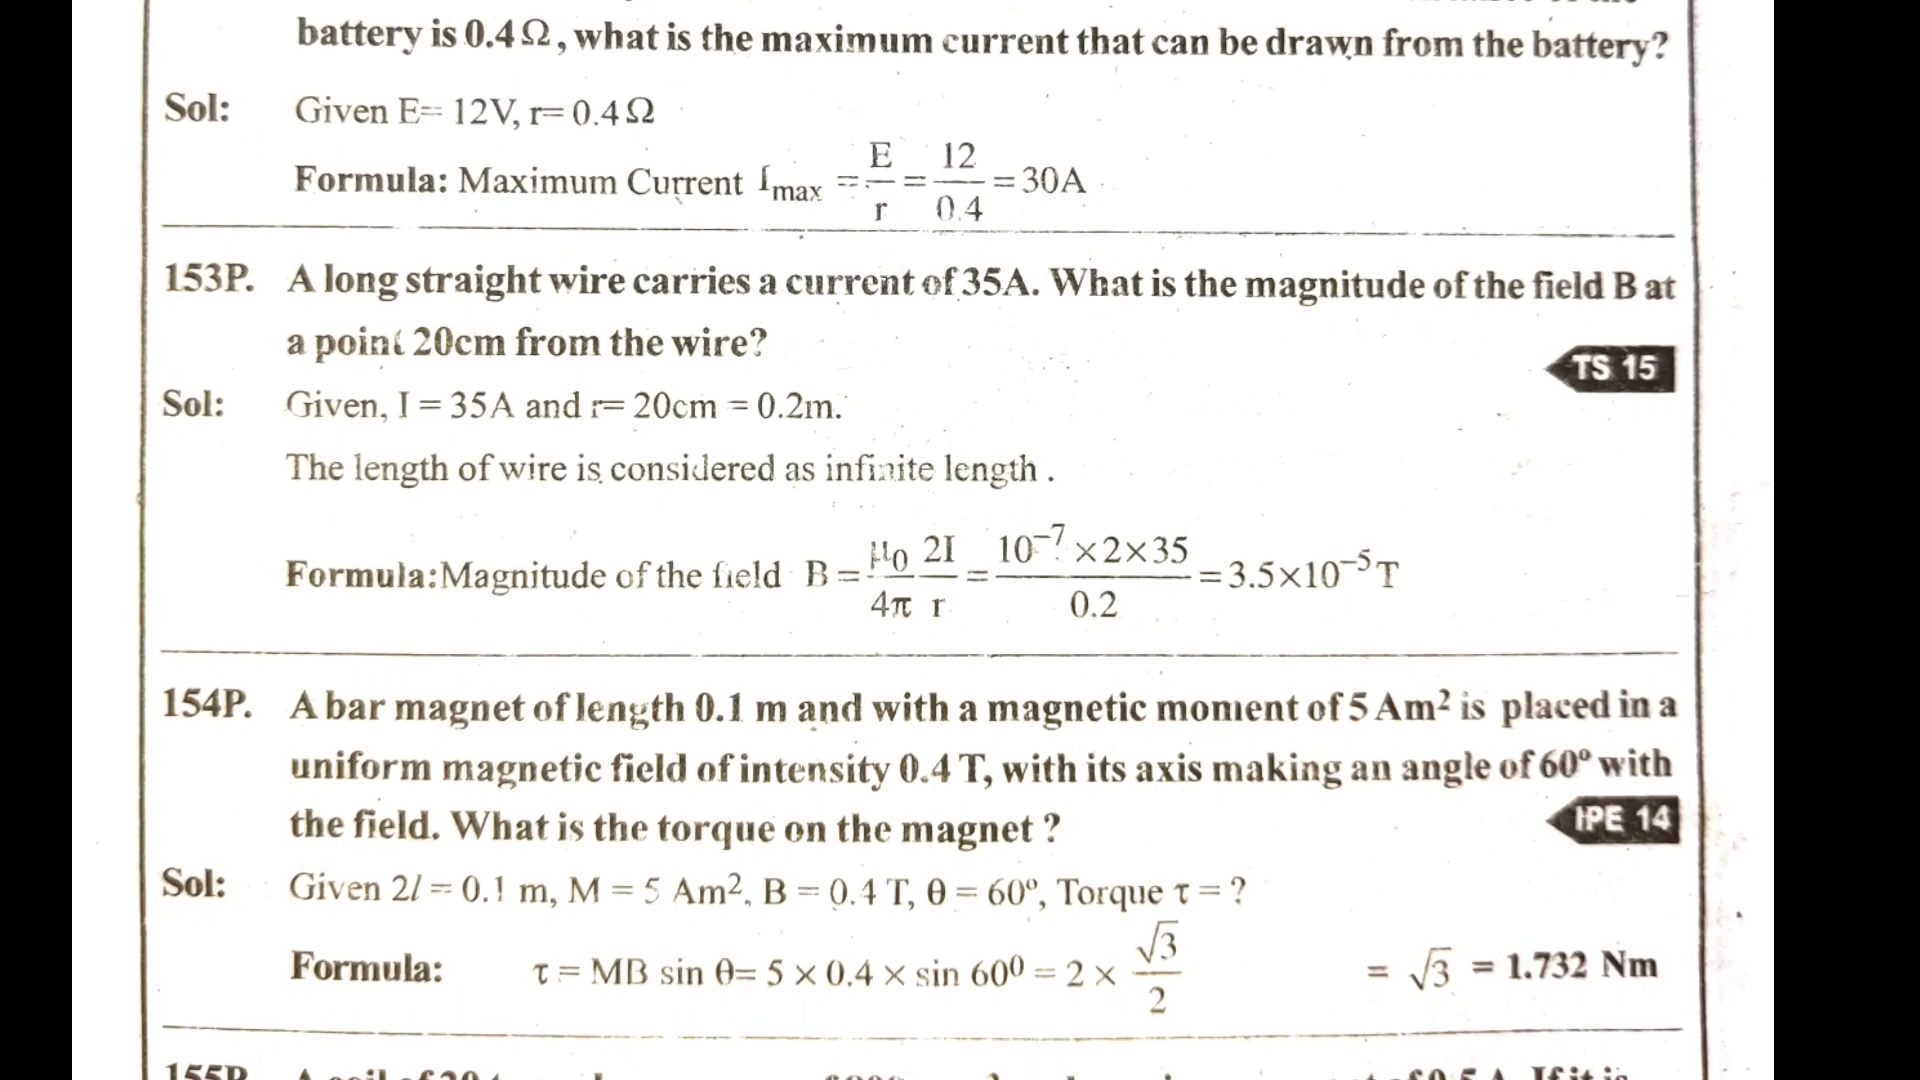 battery is 0.4Ω, what is the maximum current that can be drawn from the battery?
Sol: Given E= 12V, r= 0.4Ω
Formula: Maximum Current I_max = E/r = 12/0.4 = 30A
153P. A long straight wire carries a current of 35A. What is the magnitude of the field B at
a point 20cm from the wire?
TS 15
Sol: Given, I = 35A and r= 20cm = 0.2m.
The length of wire is considered as infinite length .
Formula:Magnitude of the field B = μ₀/4π 2I/r = 10⁻⁷×2×35/0.2 = 3.5×10⁻⁵T
154P. A bar magnet of length 0.1 m and with a magnetic moment of 5 Am² is placed in a
uniform magnetic field of intensity 0.4 T, with its axis making an angle of 60º with
the field. What is the torque on the magnet ?
IPE 14
Sol: Given 2l = 0.1 m, M = 5 Am², B = 0.4 T, θ = 60º, Torque τ = ?
Formula: τ = MB sin θ= 5 × 0.4 × sin 60⁰ = 2 × √3/2 = √3 = 1.732 Nm
155P. A coil of 20